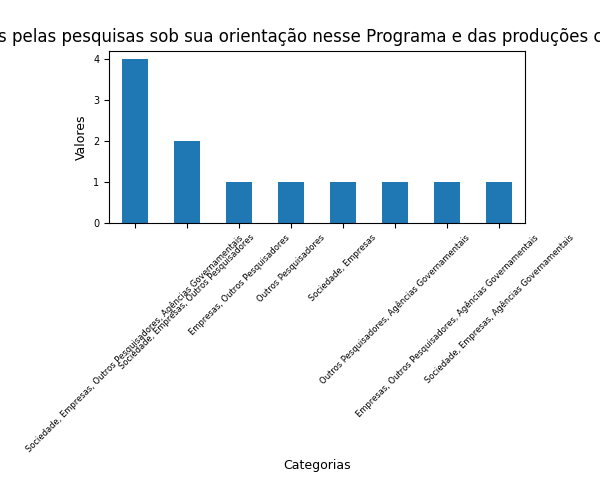 s pelas pesquisas sob sua orientação nesse Programa e das produções c
Valores
4
3
2
1
0
Sociedade, Empresas, Outros Pesquisadores, Agências Governamentais
Sociedade, Empresas, Outros Pesquisadores
Empresas, Outros Pesquisadores
Outros Pesquisadores
Sociedade, Empresas
Outros Pesquisadores, Agências Governamentais
Empresas, Outros Pesquisadores, Agências Governamentais
Sociedade, Empresas, Agências Governamentais
Categorias